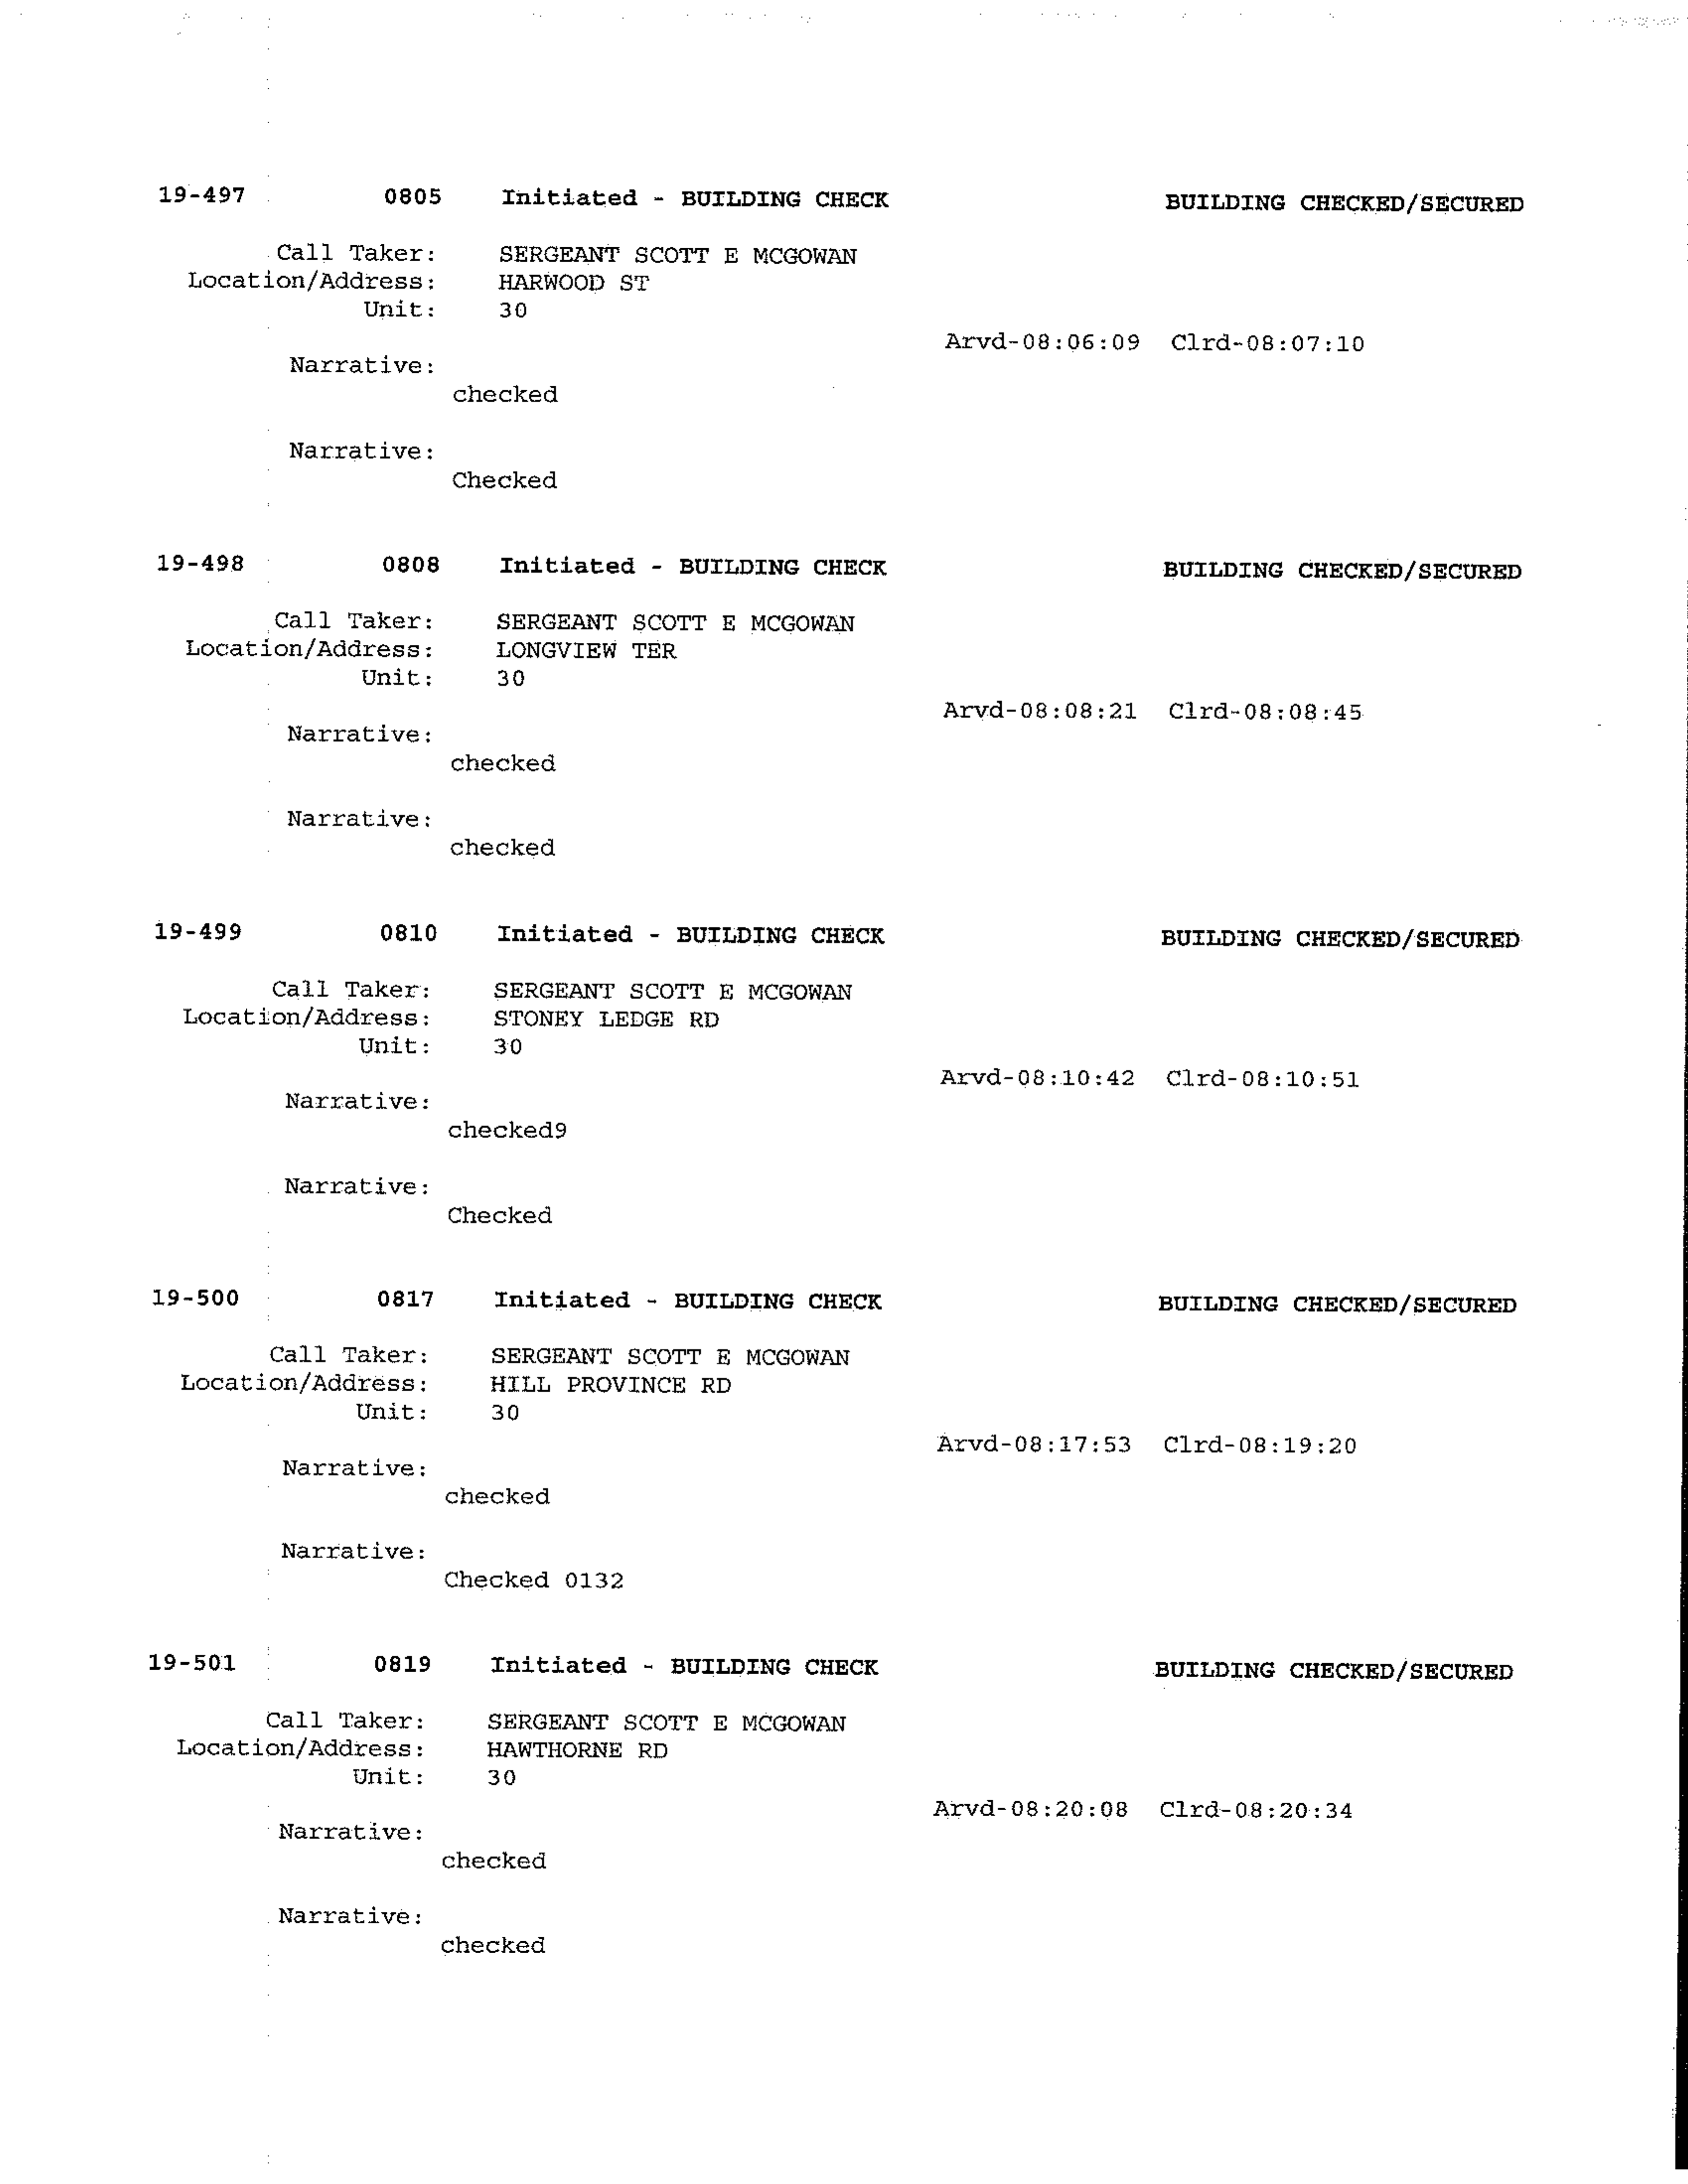 19-497 0805 Initiated - BUILDING CHECK BUILDING CHECKED/SECURED
Call Taker: SERGEANT SCOTT E MCGOWAN
Location/Address: HARWOOD ST
Unit: 30
Arvd-08:06:09 Clrd-08:07:10
Narrative:
checked
Narrative:
Checked
19-498 0808 Initiated - BUILDING CHECK BUILDING CHECKED/SECURED
Call Taker: SERGEANT SCOTT E MCGOWAN
Location/Address: LONGVIEW TER
Unit: 30
Arvd-08:08:21 Clrd-08:08:45
Narrative:
checked
Narrative:
checked
19-499 0810 Initiated - BUILDING CHECK BUILDING CHECKED/SECURED
Call Taker: SERGEANT SCOTT E MCGOWAN
Location/Address: STONEY LEDGE RD
Unit: 30
Arvd-08:10:42 Clrd-08:10:51
Narrative:
checked9
Narrative:
Checked
19-500 0817 Initiated - BUILDING CHECK BUILDING CHECKED/SECURED
Call Taker: SERGEANT SCOTT E MCGOWAN
Location/Address: HILL PROVINCE RD
Unit: 30
Arvd-08:17:53 Clrd-08:19:20
Narrative:
checked
Narrative:
Checked 0132
19-501 0819 Initiated - BUILDING CHECK BUILDING CHECKED/SECURED
Call Taker: SERGEANT SCOTT E MCGOWAN
Location/Address: HAWTHORNE RD
Unit: 30
Arvd-08:20:08 Clrd-08:20:34
Narrative:
checked
Narrative:
checked